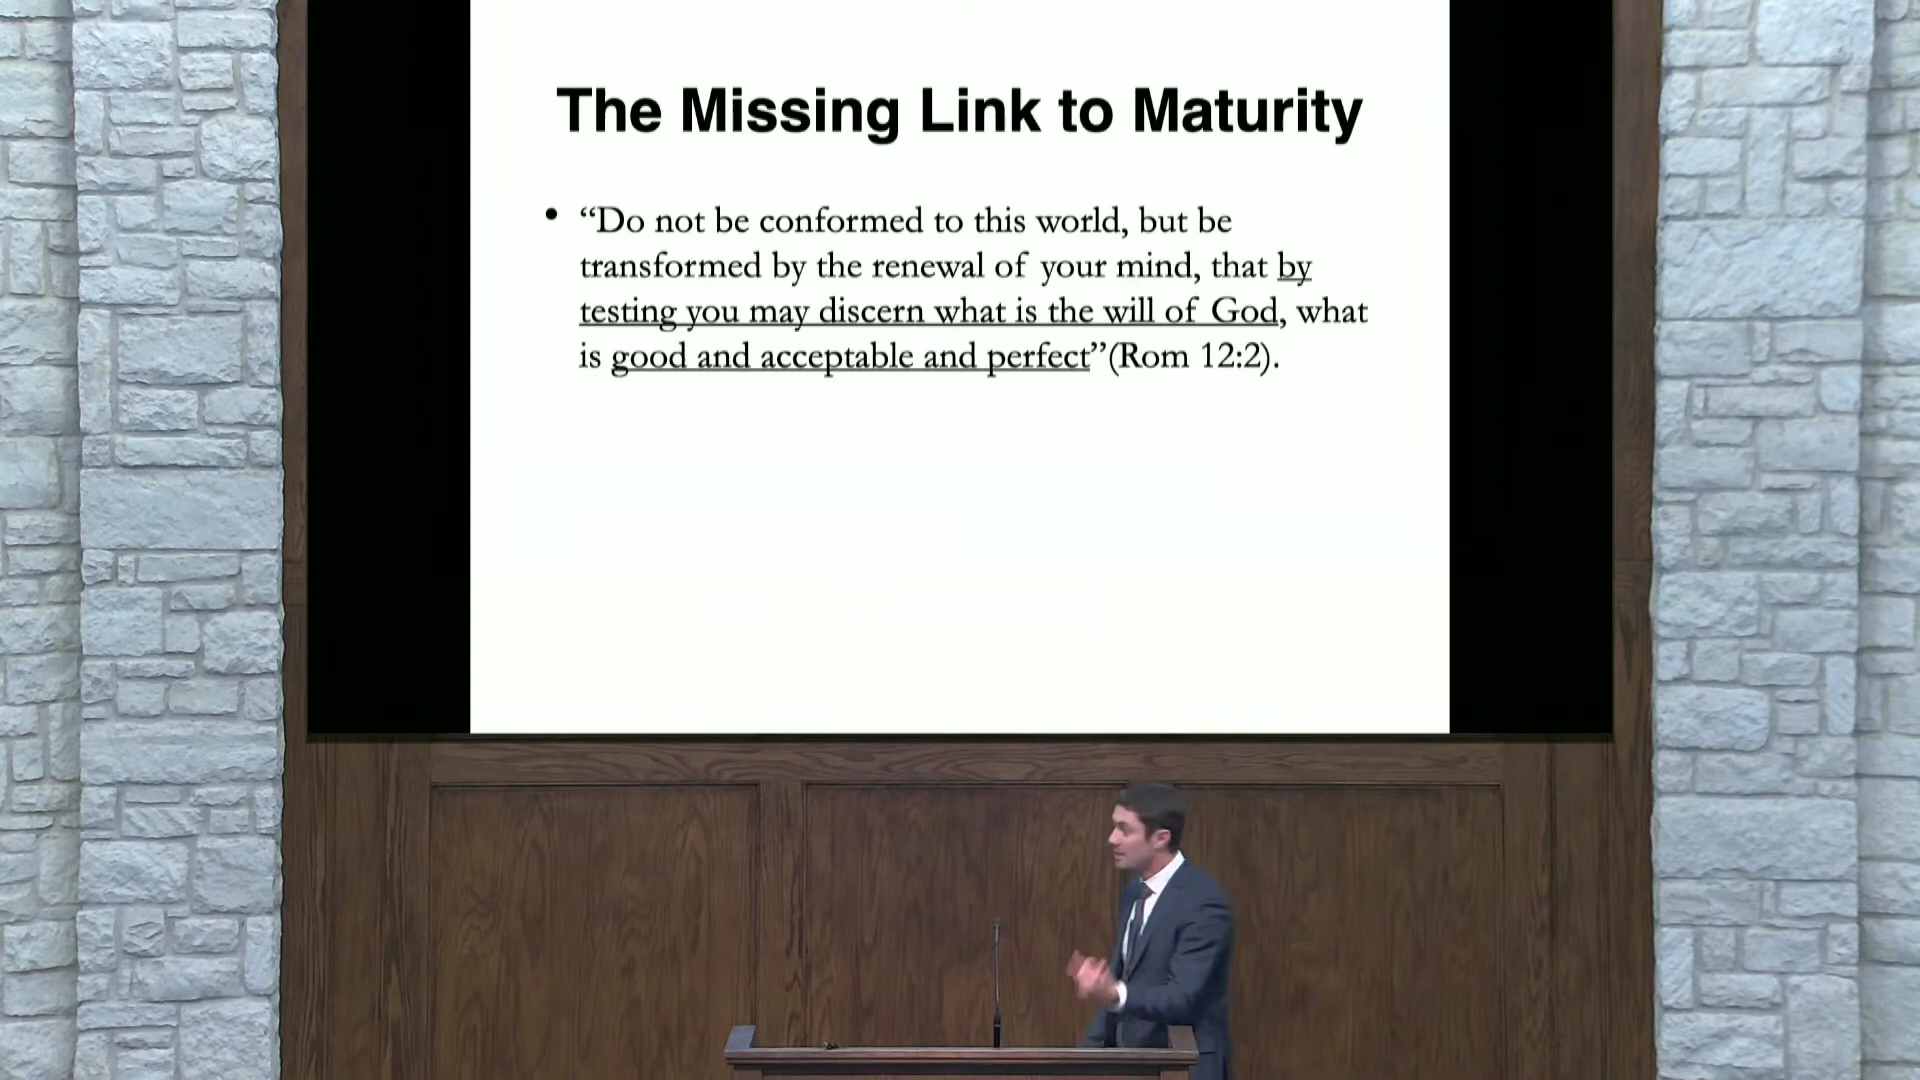 The Missing Link to Maturity
• “Do not be conformed to this world, but be
transformed by the renewal of your mind, that by
testing you may discern what is the will of God, what
is good and acceptable and perfect”(Rom 12:2).